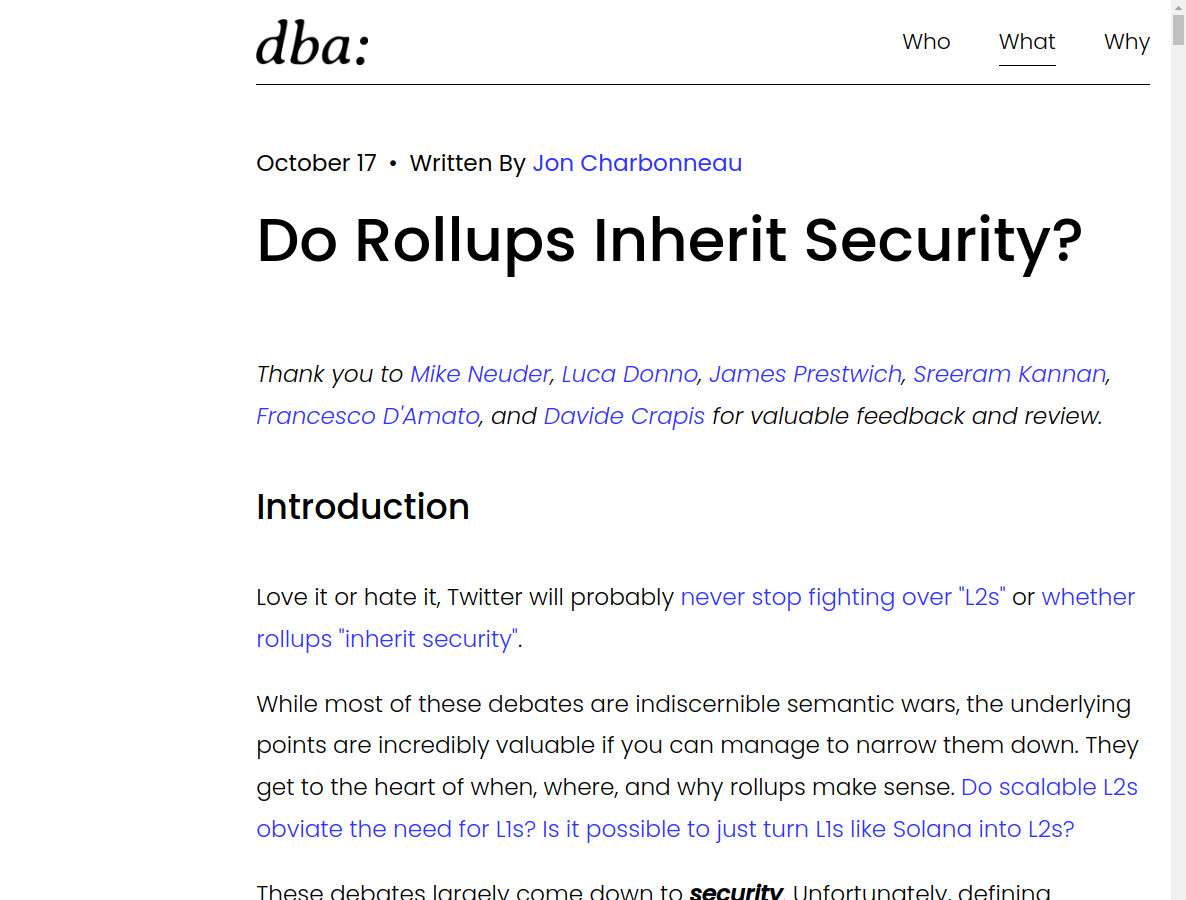 dba:
Who What Why
October 17 • Written By Jon Charbonneau
Do Rollups Inherit Security?
Thank you to Mike Neuder, Luca Donno, James Prestwich, Sreeram Kannan,
Francesco D'Amato, and Davide Crapis for valuable feedback and review.
Introduction
Love it or hate it, Twitter will probably never stop fighting over "L2s" or whether
rollups "inherit security".
While most of these debates are indiscernible semantic wars, the underlying
points are incredibly valuable if you can manage to narrow them down. They
get to the heart of when, where, and why rollups make sense. Do scalable L2s
obviate the need for L1s? Is it possible to just turn L1s like Solana into L2s?
These debates largely come down to security. Unfortunately, defining